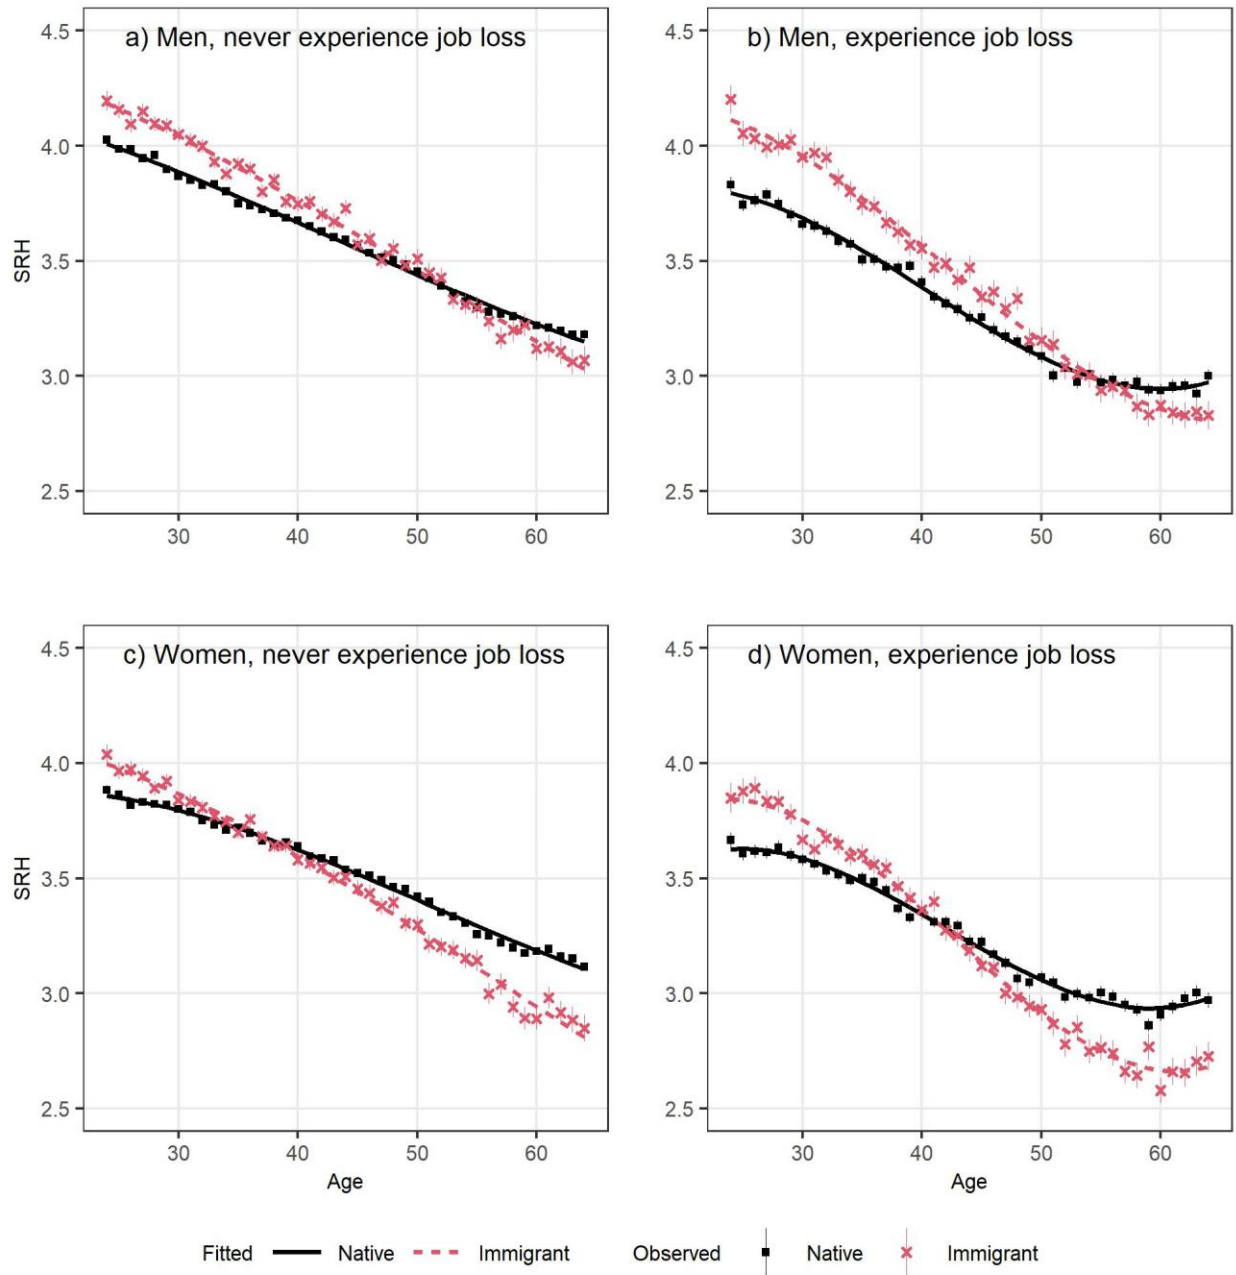 a) Men, never experience job loss
4.5
4.0
3.5
3.0
2.5
SRH
30 40 50 60
b) Men, experience job loss
4.5
4.0
3.5
3.0
2.5
30 40 50 60
c) Women, never experience job loss
4.5
4.0
3.5
3.0
2.5
SRH
30 40 50 60
Age
d) Women, experience job loss
4.5
4.0
3.5
3.0
2.5
30 40 50 60
Age
Fitted Native Immigrant Observed Native Immigrant